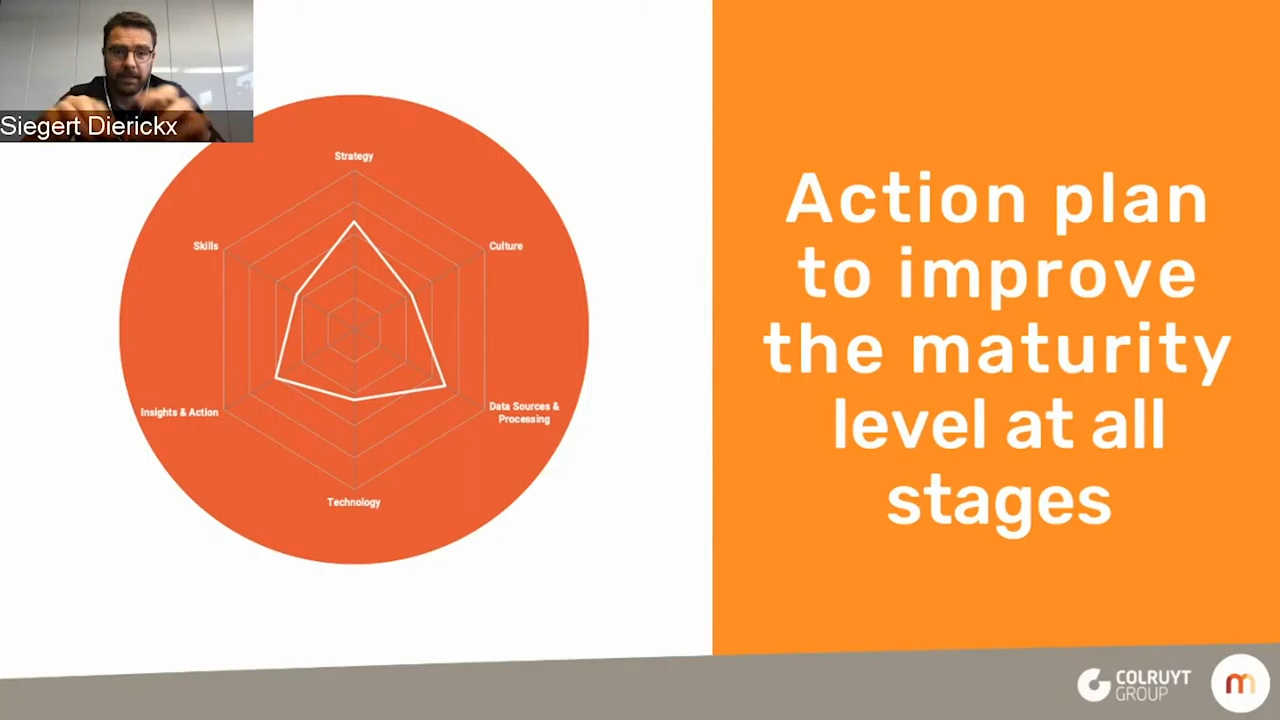 Siegert Dierickx
Strategy
Skills
Culture
Insights & Action
Data Sources &
Processing
Technology
Action plan
to improve
the maturity
level at all
stages
COLRUYT
GROUP
m